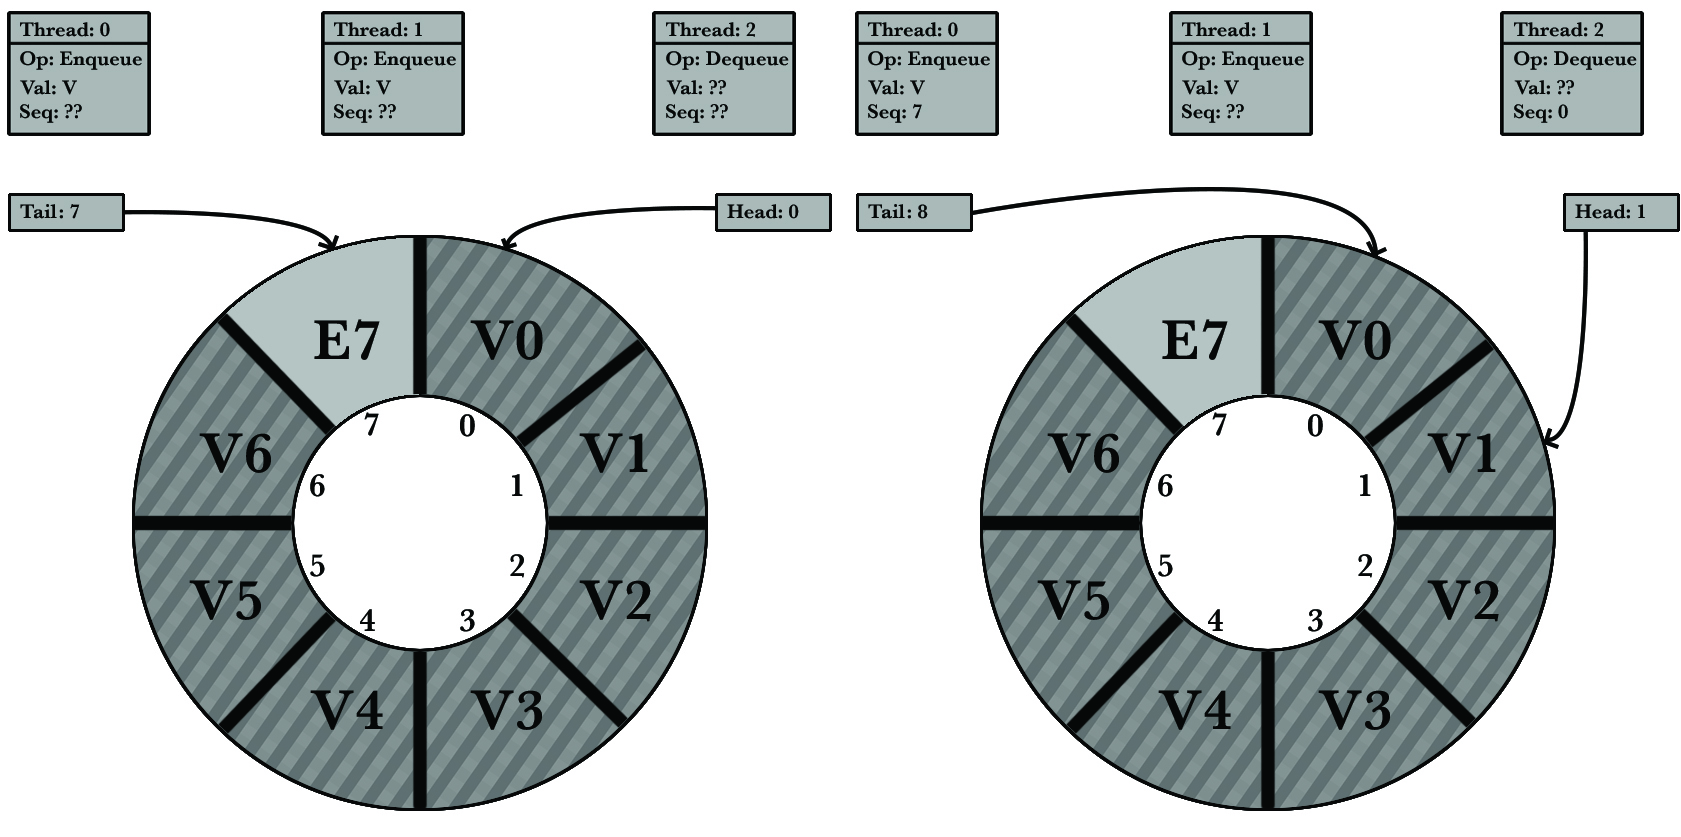 Thread: 0
Op: Enqueue
Val: V
Seq: ??
Thread: 1
Op: Enqueue
Val: V
Seq: ??
Thread: 2
Op: Dequeue
Val: ??
Seq: ??
Tail: 7
Head: 0
E7
V0
V6
V1
V5
V2
V4
V3
7
0
6
1
5
2
4
3
Thread: 0
Op: Enqueue
Val: V
Seq: 7
Thread: 1
Op: Enqueue
Val: V
Seq: ??
Thread: 2
Op: Dequeue
Val: ??
Seq: 0
Tail: 8
Head: 1
E7
V0
V6
V1
V5
V2
V4
V3
7
0
6
1
5
2
4
3